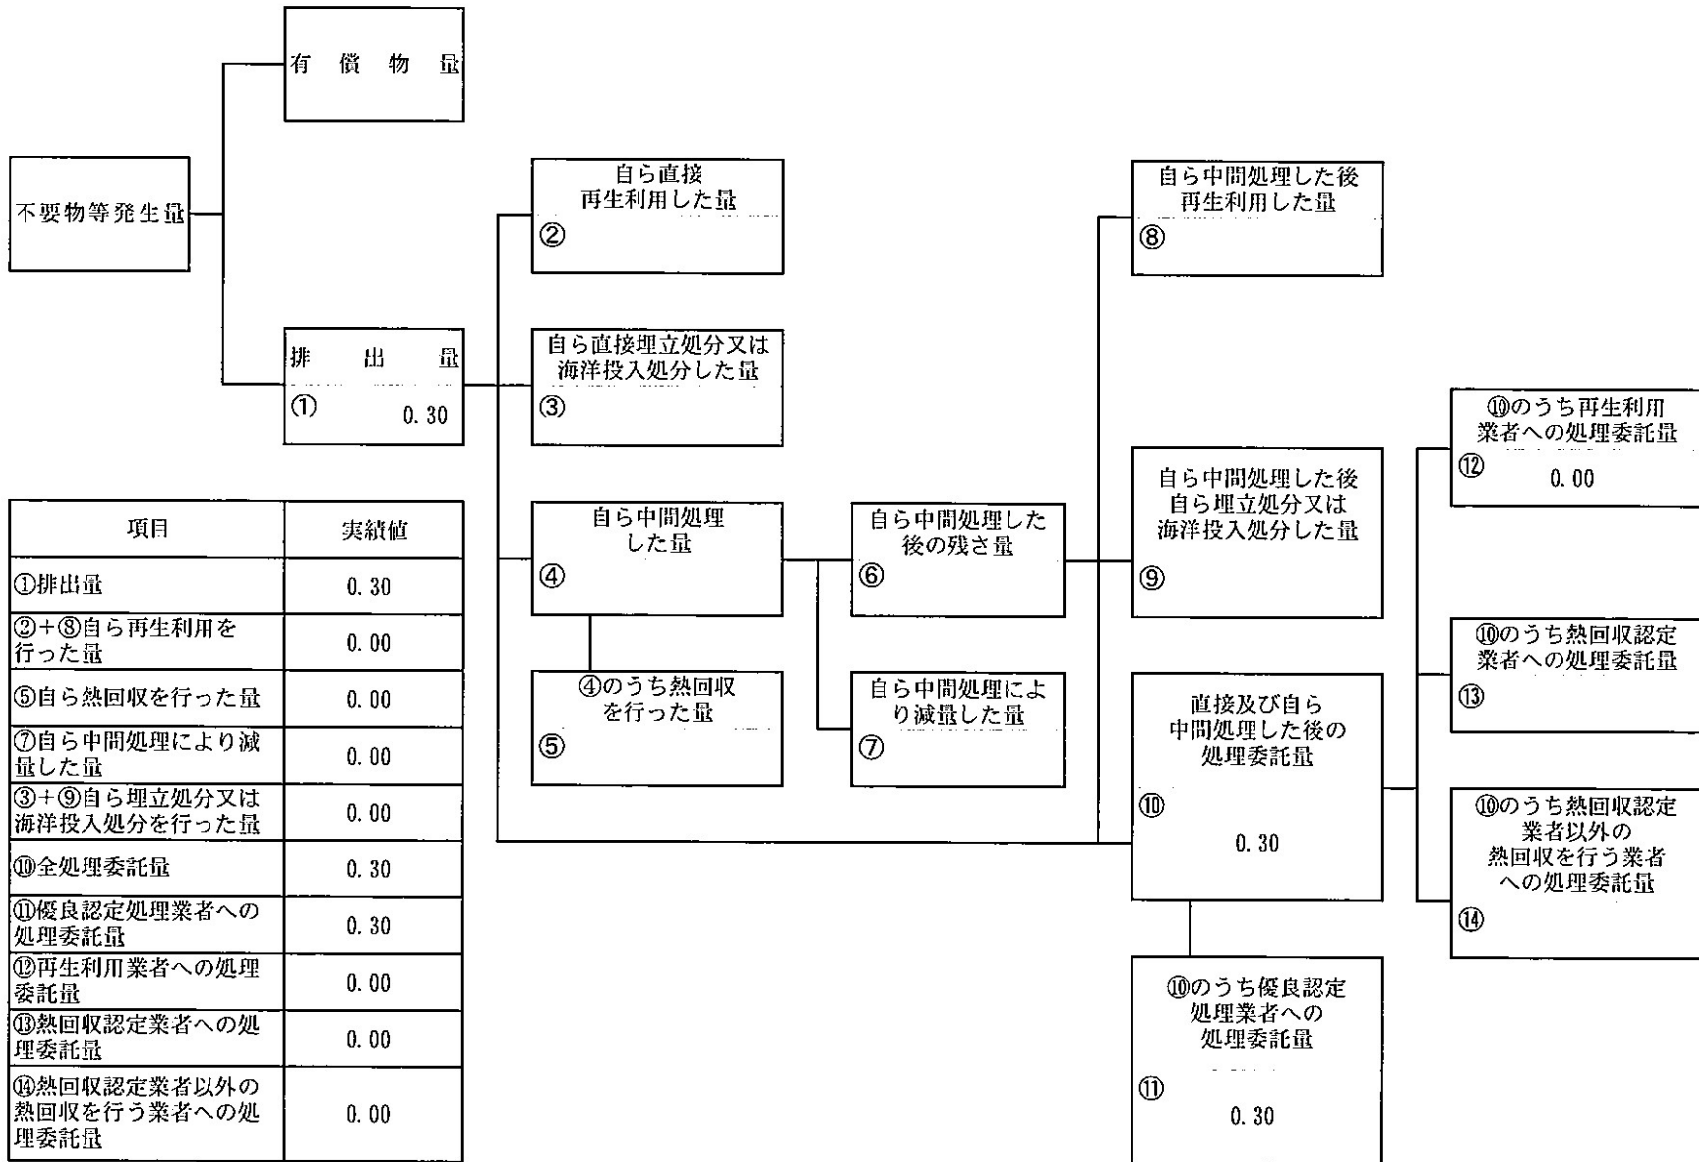 有償物量
不要物等発生量
排出量
①
0.30
自ら直接
再生利用した量
②
自ら直接埋立処分又は
海洋投入処分した量
③
自ら中間処理
した量
④
④のうち熱回収
を行った量
⑤
自ら中間処理した
後の残さ量
⑥
自ら中間処理によ
り減量した量
⑦
自ら中間処理した後
再生利用した量
⑧
自ら中間処理した後
自ら埋立処分又は
海洋投入処分した量
⑨
直接及び自ら
中間処理した後の
処理委託量
⑩
0.30
⑩のうち優良認定
処理業者への
処理委託量
⑪
0.30
⑩のうち再生利用
業者への処理委託量
⑫
0.00
⑩のうち熱回収認定
業者への処理委託量
⑬
⑩のうち熱回収認定
業者以外の
熱回収を行う業者
への処理委託量
⑭
項目 実績値
①排出量 0.30
②+⑧自ら再生利用を
行った量 0.00
⑤自ら熱回収を行った量 0.00
⑦自ら中間処理により減
量した量 0.00
③+⑨自ら埋立処分又は
海洋投入処分を行った量 0.00
⑩全処理委託量 0.30
⑪優良認定処理業者への
処理委託量 0.30
⑫再生利用業者への処理
委託量 0.00
⑬熱回収認定業者への処
理委託量 0.00
⑭熱回収認定業者以外の
熱回収を行う業者への処
理委託量 0.00